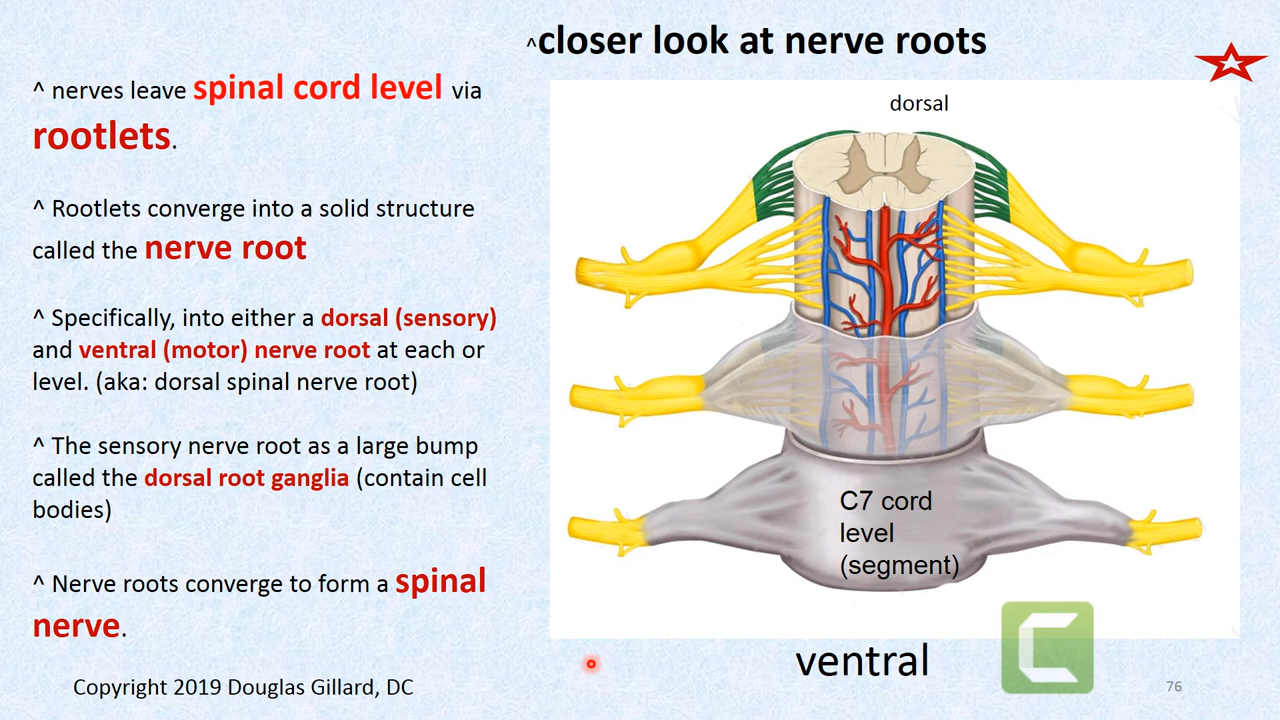 ^closer look at nerve roots
^ nerves leave spinal cord level via
rootlets.
^ Rootlets converge into a solid structure
called the nerve root
^ Specifically, into either a dorsal (sensory)
and ventral (motor) nerve root at each or
level. (aka: dorsal spinal nerve root)
^ The sensory nerve root as a large bump
called the dorsal root ganglia (contain cell
bodies)
^ Nerve roots converge to form a spinal
nerve.
Copyright 2019 Douglas Gillard, DC
dorsal
C7 cord
level
(segment)
ventral
76